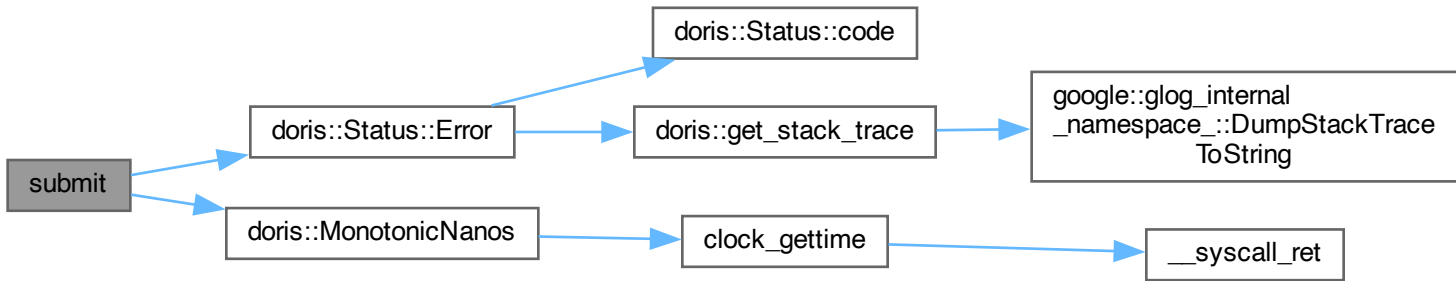 submit
doris::Status::Error
doris::Status::code
doris::get_stack_trace
google::glog_internal
_namespace_::DumpStackTrace
ToString
doris::MonotonicNanos
clock_gettime
__syscall_ret